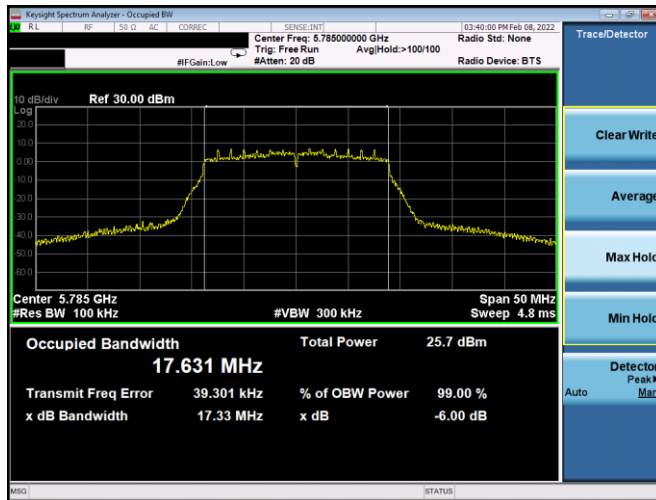 Keysight Spectrum Analyzer - Occupied BW
RL RF 50 Ω AC CORREC SENSE:INT 03:40:00 PM Feb 08, 2022
Center Freq: 5.785000000 GHz Radio Std: None
Trig: Free Run Avg|Hold:>100/100
#IFGain:Low #Atten: 20 dB Radio Device: BTS
Trace/Detector
10 dB/div Ref 30.00 dBm
Log
20.0
10.0
0.00
-10.0
-20.0
-30.0
-40.0
-50.0
-60.0
Center 5.785 GHz Span 50 MHz
#Res BW 100 kHz #VBW 300 kHz Sweep 4.8 ms
Occupied Bandwidth Total Power 25.7 dBm
17.631 MHz
Transmit Freq Error 39.301 kHz % of OBW Power 99.00 %
x dB Bandwidth 17.33 MHz x dB -6.00 dB
Clear Write
Average
Max Hold
Min Hold
Detector
Peak
Auto Man
MSG STATUS